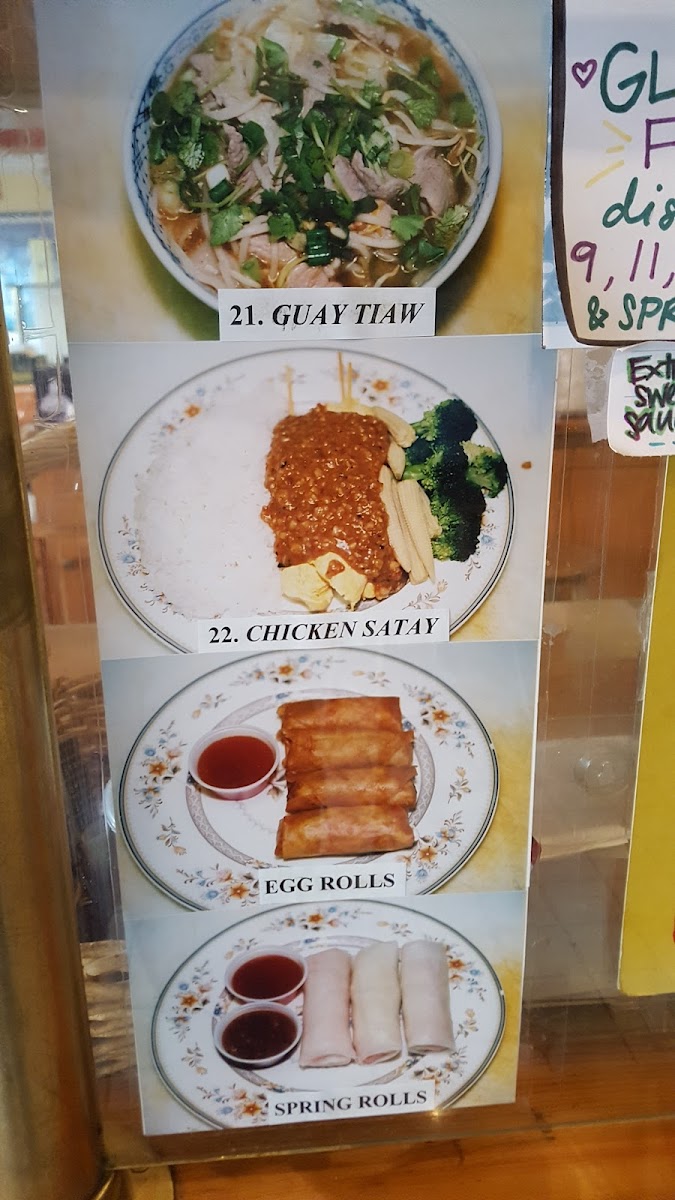 21. GUAY TIAW
22. CHICKEN SATAY
EGG ROLLS
SPRING ROLLS
9, 11,
&